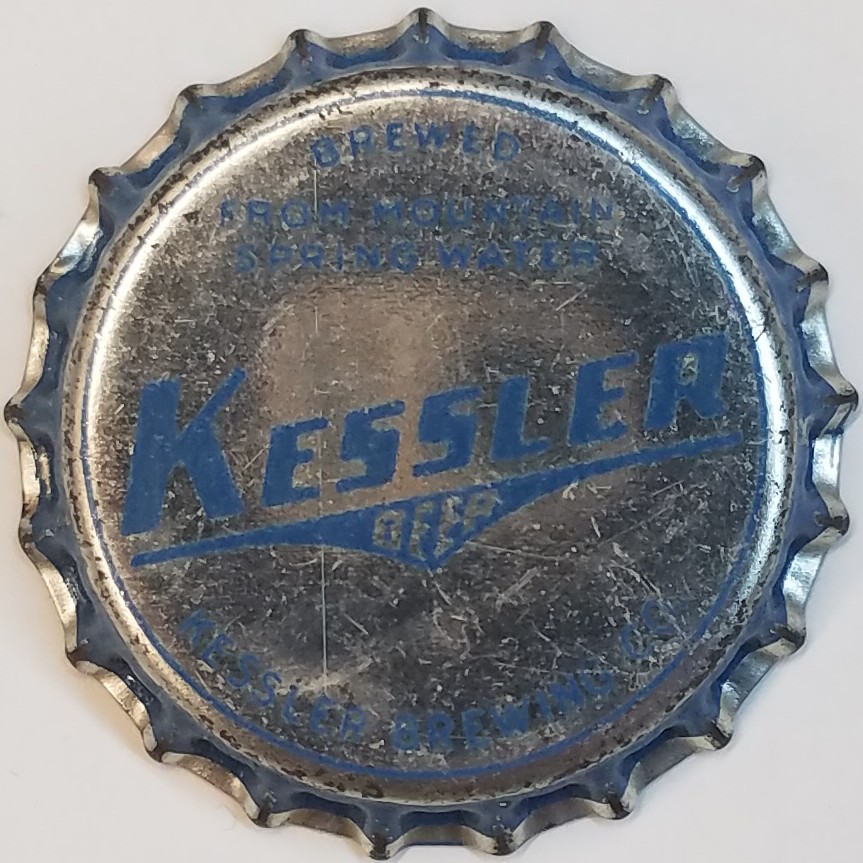 BREWED
FROM MOUNTAIN
SPRING WATER
KESSLER
BEER
KESSLER BREWING CO.